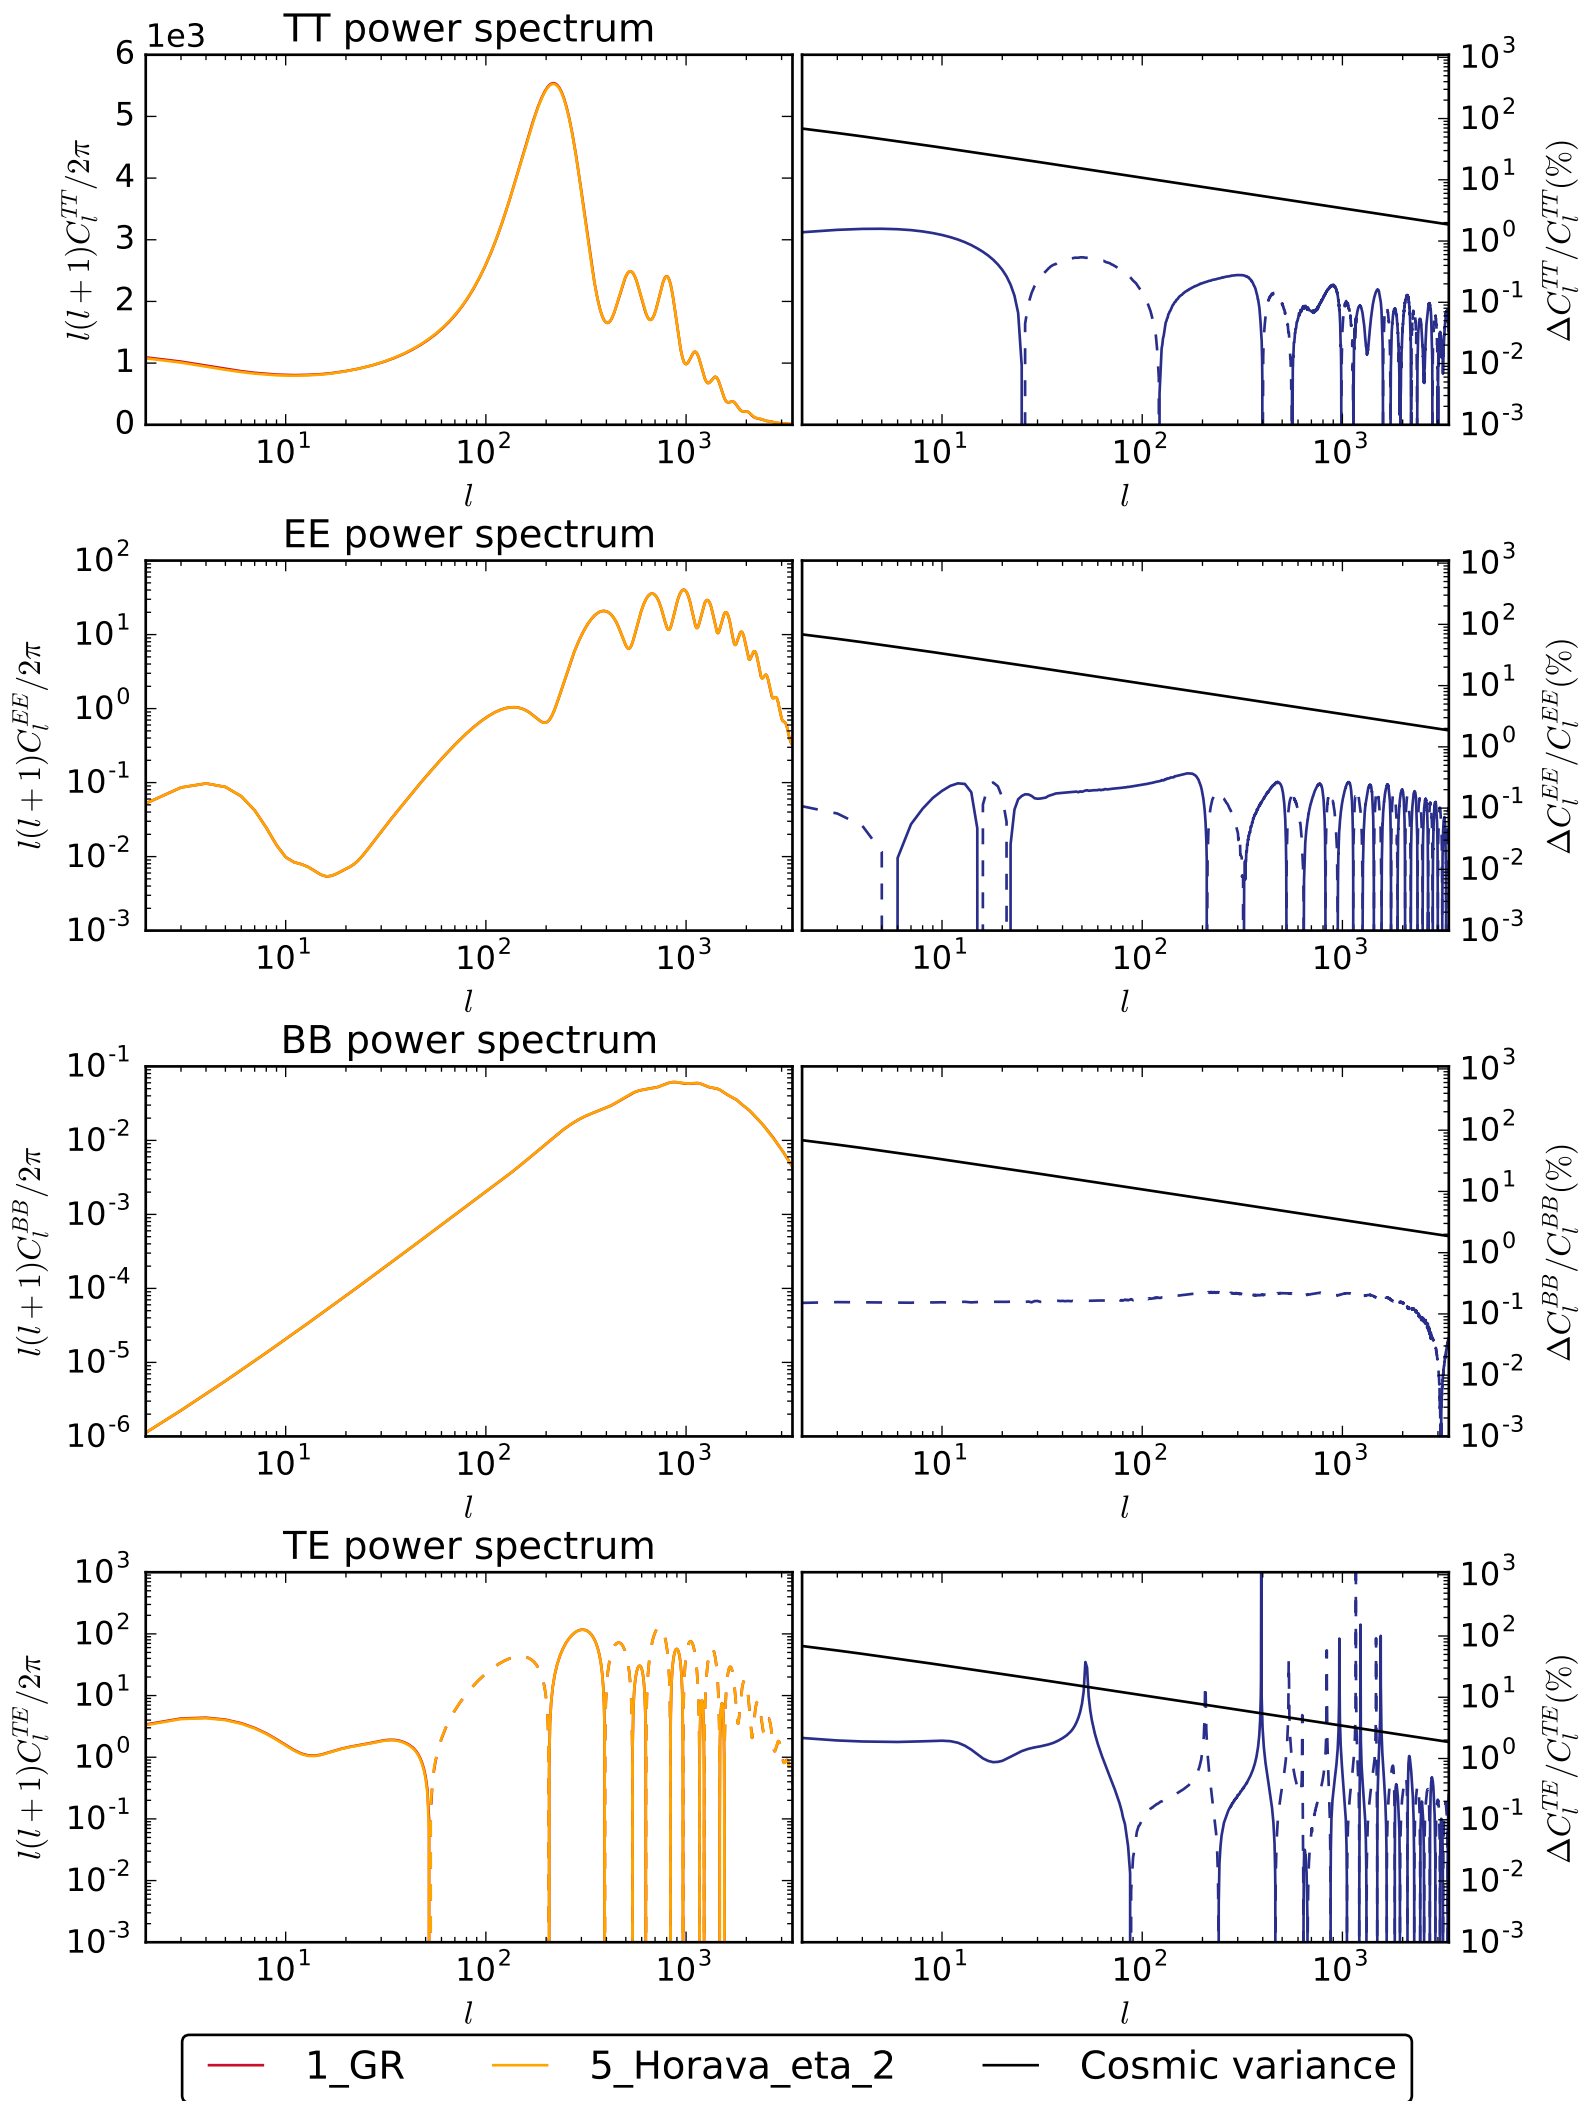 TT power spectrum
1e3
6
5
4
3
2
1
0
l(l + 1)C_l^{TT}/2π
10^1 10^2 10^3
l
10^3
10^2
10^1
10^0
10^-1
10^-2
10^-3
ΔC_l^{TT}/C_l^{TT}(%)
10^1 10^2 10^3
l
EE power spectrum
10^2
10^1
10^0
10^-1
10^-2
10^-3
l(l + 1)C_l^{EE}/2π
10^1 10^2 10^3
l
10^3
10^2
10^1
10^0
10^-1
10^-2
10^-3
ΔC_l^{EE}/C_l^{EE}(%)
10^1 10^2 10^3
l
BB power spectrum
10^-1
10^-2
10^-3
10^-4
10^-5
10^-6
l(l + 1)C_l^{BB}/2π
10^1 10^2 10^3
l
10^3
10^2
10^1
10^0
10^-1
10^-2
10^-3
ΔC_l^{BB}/C_l^{BB}(%)
10^1 10^2 10^3
l
TE power spectrum
10^3
10^2
10^1
10^0
10^-1
10^-2
10^-3
l(l + 1)C_l^{TE}/2π
10^1 10^2 10^3
l
10^3
10^2
10^1
10^0
10^-1
10^-2
10^-3
ΔC_l^{TE}/C_l^{TE}(%)
10^1 10^2 10^3
l
1_GR 5_Horava_eta_2 Cosmic variance